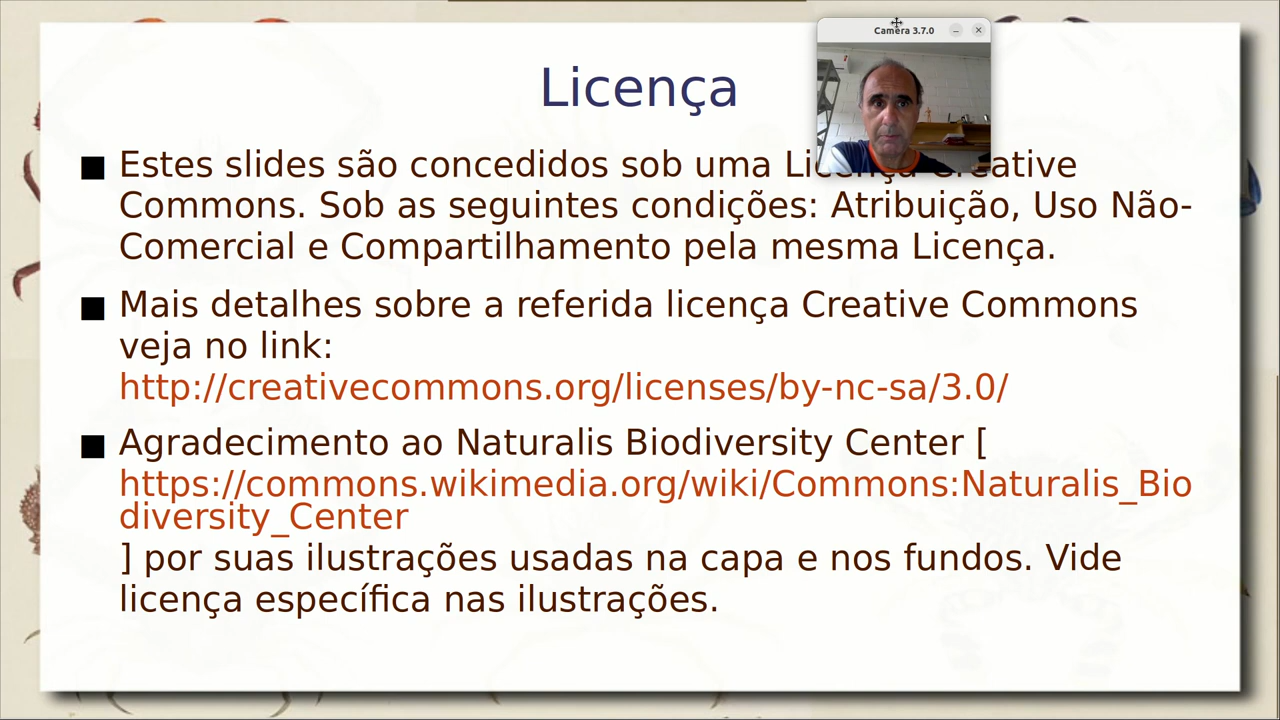 Camera 3.7.0
Licença
Estes slides são concedidos sob uma Licença Creative
Commons. Sob as seguintes condições: Atribuição, Uso Não-
Comercial e Compartilhamento pela mesma Licença.
Mais detalhes sobre a referida licença Creative Commons
veja no link:
http://creativecommons.org/licenses/by-nc-sa/3.0/
Agradecimento ao Naturalis Biodiversity Center [
https://commons.wikimedia.org/wiki/Commons:Naturalis_Bio
diversity_Center
] por suas ilustrações usadas na capa e nos fundos. Vide
licença específica nas ilustrações.